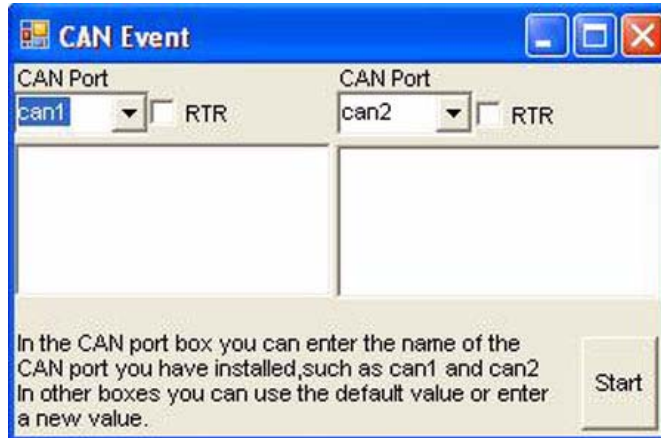 CAN Event
CAN Port CAN Port
can1 RTR can2 RTR
In the CAN port box you can enter the name of the
CAN port you have installed,such as can1 and can2
In other boxes you can use the default value or enter
a new value.
Start